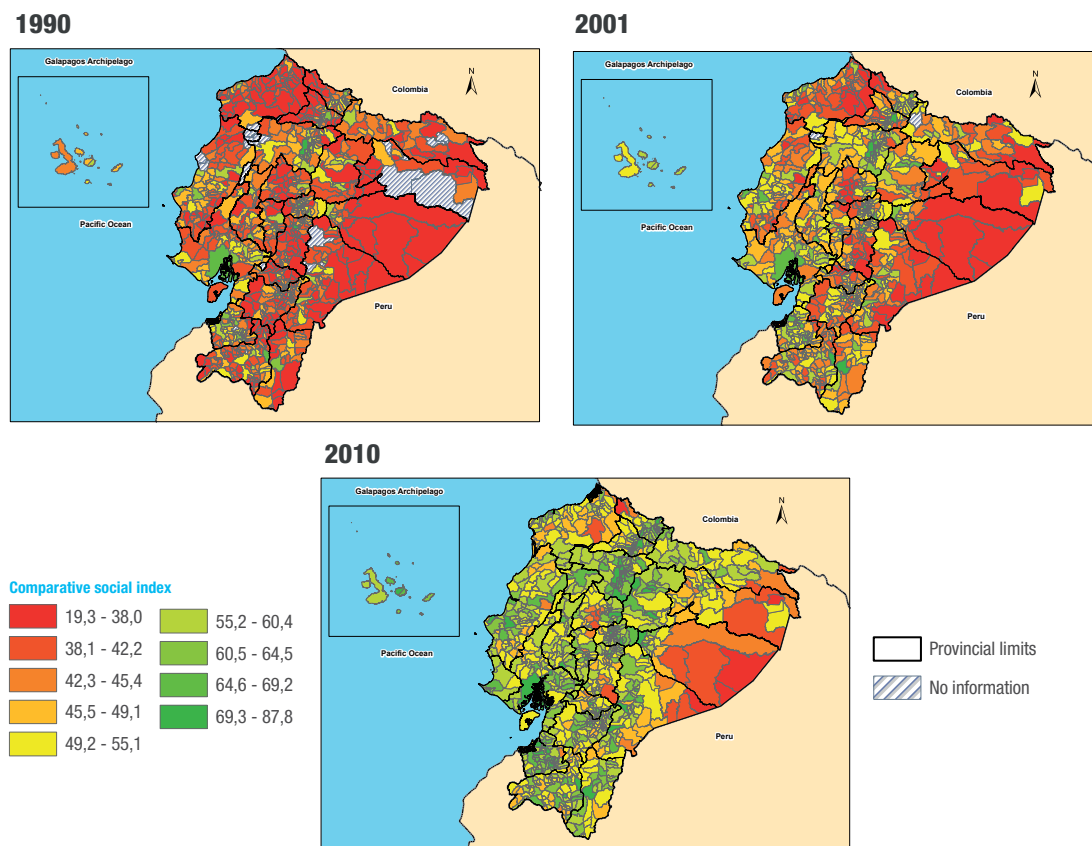 1990
Galapagos Archipelago
N
Colombia
Pacific Ocean
Peru
2001
Galapagos Archipelago
N
Colombia
Pacific Ocean
Peru
2010
Galapagos Archipelago
N
Colombia
Pacific Ocean
Peru
Comparative social index
19,3 - 38,0
38,1 - 42,2
42,3 - 45,4
45,5 - 49,1
49,2 - 55,1
55,2 - 60,4
60,5 - 64,5
64,6 - 69,2
69,3 - 87,8
Provincial limits
No information